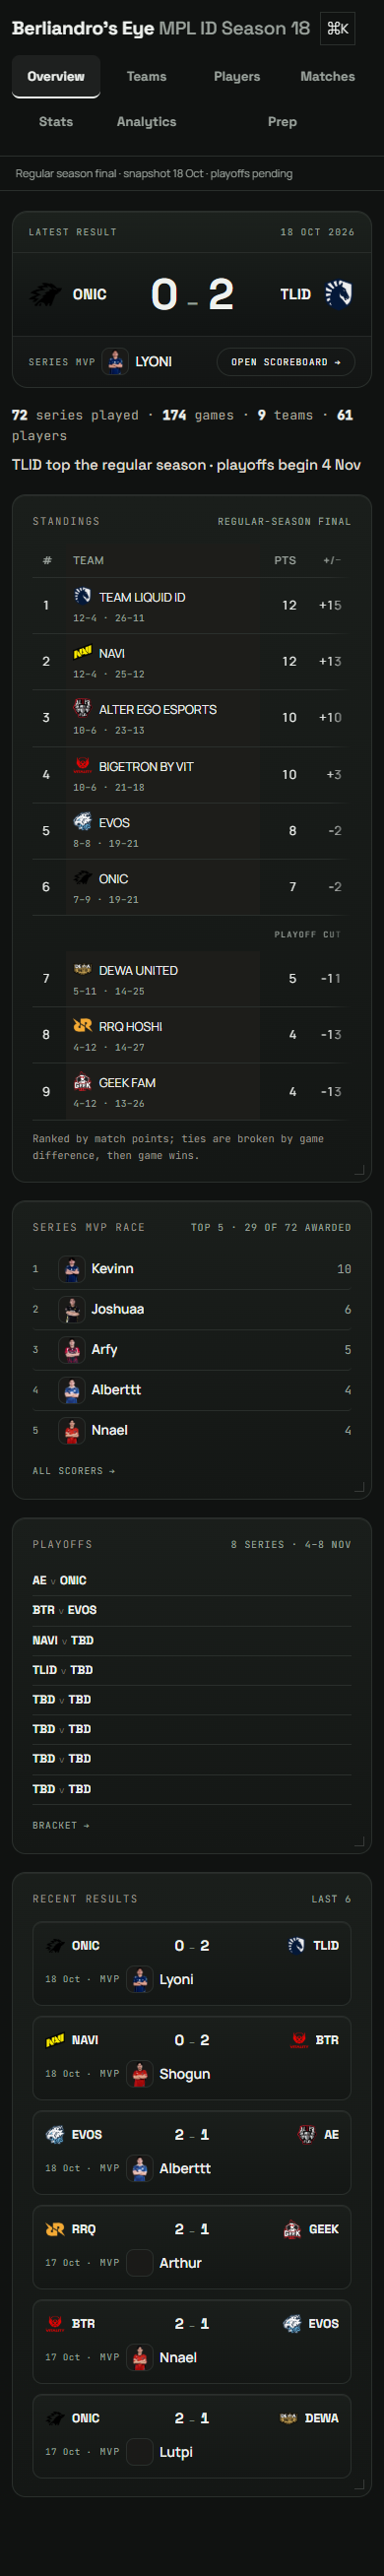 Berliandro's Eye MPL ID Season 18 ⌘K
Overview Teams Players Matches
Stats Analytics Prep
Regular season final · snapshot 18 Oct · playoffs pending
LATEST RESULT 18 OCT 2026
ONIC 0 – 2 TLID
SERIES MVP LYONI OPEN SCOREBOARD →
72 series played · 174 games · 9 teams · 61
players
TLID top the regular season · playoffs begin 4 Nov
STANDINGS REGULAR-SEASON FINAL
# TEAM PTS +/-
1 TEAM LIQUID ID 12 +15
12-4 · 26-11
2 NAVI 12 +13
12-4 · 25-12
3 ALTER EGO ESPORTS 10 +10
10-6 · 23-13
4 BIGETRON BY VIT 10 +3
10-6 · 21-18
5 EVOS 8 -2
8-8 · 19-21
6 ONIC 7 -2
7-9 · 19-21
PLAYOFF CUT
7 DEWA UNITED 5 -11
5-11 · 14-25
8 RRQ HOSHI 4 -13
4-12 · 14-27
9 GEEK FAM 4 -13
4-12 · 13-26
Ranked by match points; ties are broken by game
difference, then game wins.
SERIES MVP RACE TOP 5 · 29 OF 72 AWARDED
1 Kevinn 10
2 Joshuaa 6
3 Arfy 5
4 Alberttt 4
5 Nnael 4
ALL SCORERS →
PLAYOFFS 8 SERIES · 4–8 NOV
AE v ONIC
BTR v EVOS
NAVI v TBD
TLID v TBD
TBD v TBD
TBD v TBD
TBD v TBD
TBD v TBD
BRACKET →
RECENT RESULTS LAST 6
ONIC 0 – 2 TLID
18 Oct · MVP Lyoni
NAVI 0 – 2 BTR
18 Oct · MVP Shogun
EVOS 2 – 1 AE
18 Oct · MVP Alberttt
RRQ 2 – 1 GEEK
17 Oct · MVP Arthur
BTR 2 – 1 EVOS
17 Oct · MVP Nnael
ONIC 2 – 1 DEWA
17 Oct · MVP Lutpi